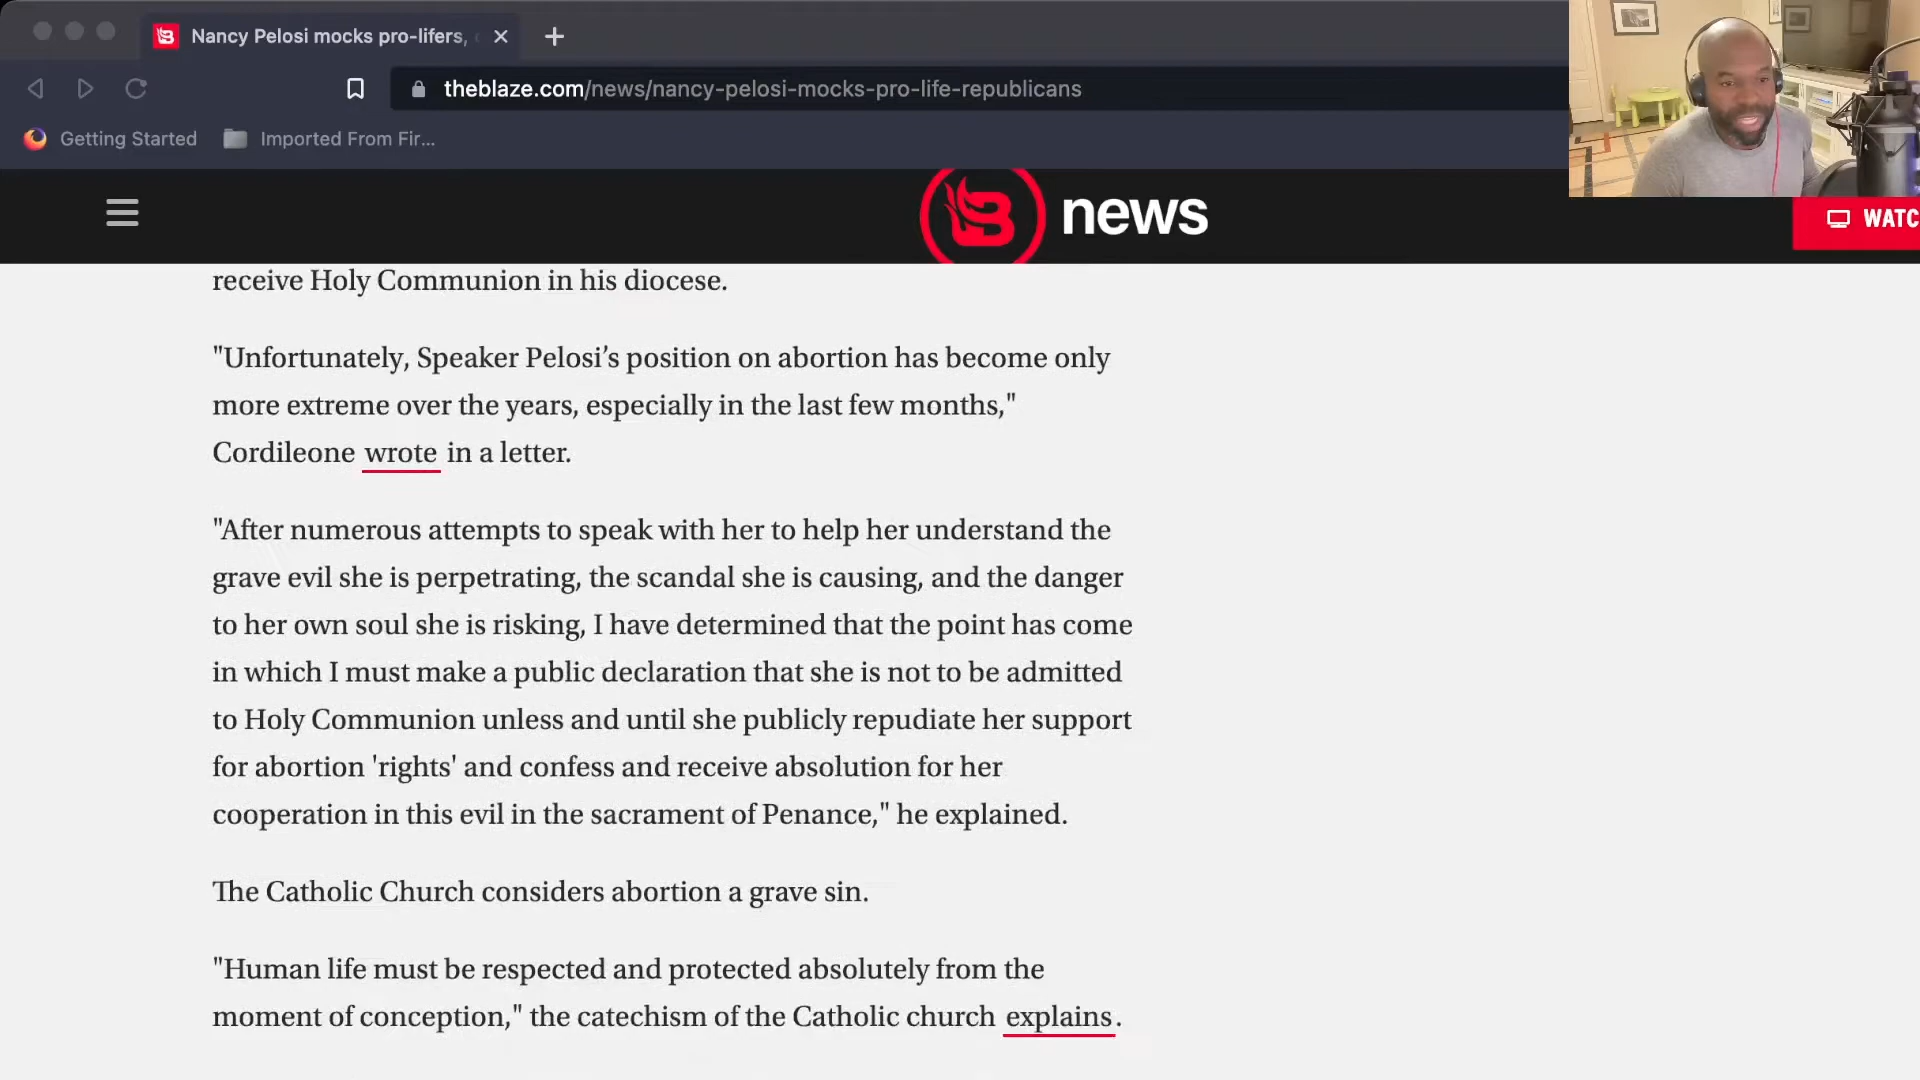 Nancy Pelosi mocks pro-lifers,
theblaze.com/news/nancy-pelosi-mocks-pro-life-republicans
Getting Started
Imported From Fir...
news
WATC
receive Holy Communion in his diocese.
"Unfortunately, Speaker Pelosi’s position on abortion has become only
more extreme over the years, especially in the last few months,"
Cordileone wrote in a letter.
"After numerous attempts to speak with her to help her understand the
grave evil she is perpetrating, the scandal she is causing, and the danger
to her own soul she is risking, I have determined that the point has come
in which I must make a public declaration that she is not to be admitted
to Holy Communion unless and until she publicly repudiate her support
for abortion 'rights' and confess and receive absolution for her
cooperation in this evil in the sacrament of Penance," he explained.
The Catholic Church considers abortion a grave sin.
"Human life must be respected and protected absolutely from the
moment of conception," the catechism of the Catholic church explains.